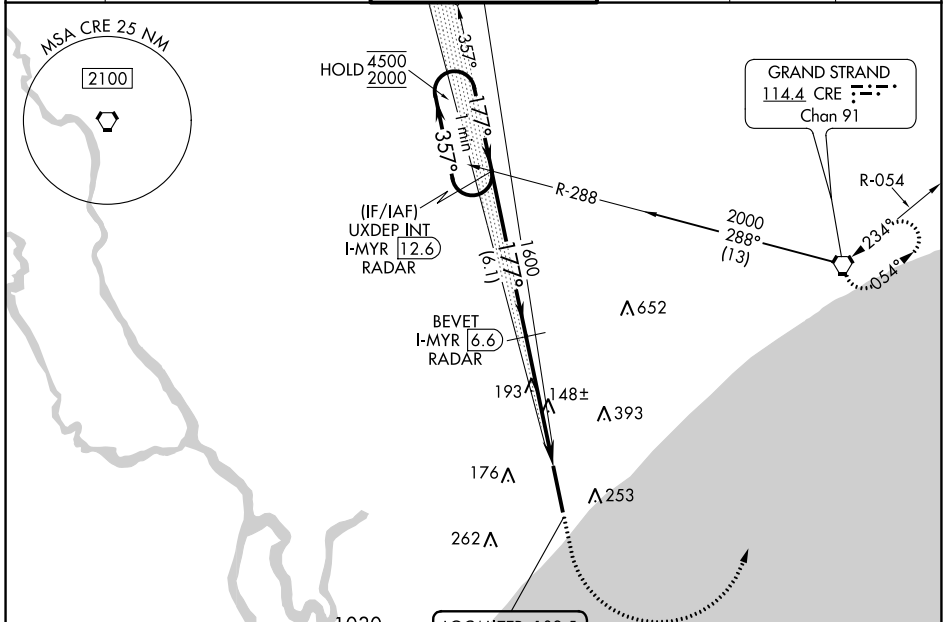 MSA CRE 25 NM
2100
HOLD 4500
2000
357°
177°
1 min
357°
(IF/IAF)
UXDEP INT
I-MYR 12.6
RADAR
R-288
2000
288°
(13)
GRAND STRAND
114.4 CRE
Chan 91
R-054
234°
054°
1600
177°
(6.1)
BEVET
I-MYR 6.6
RADAR
652
193
148±
393
176
253
262